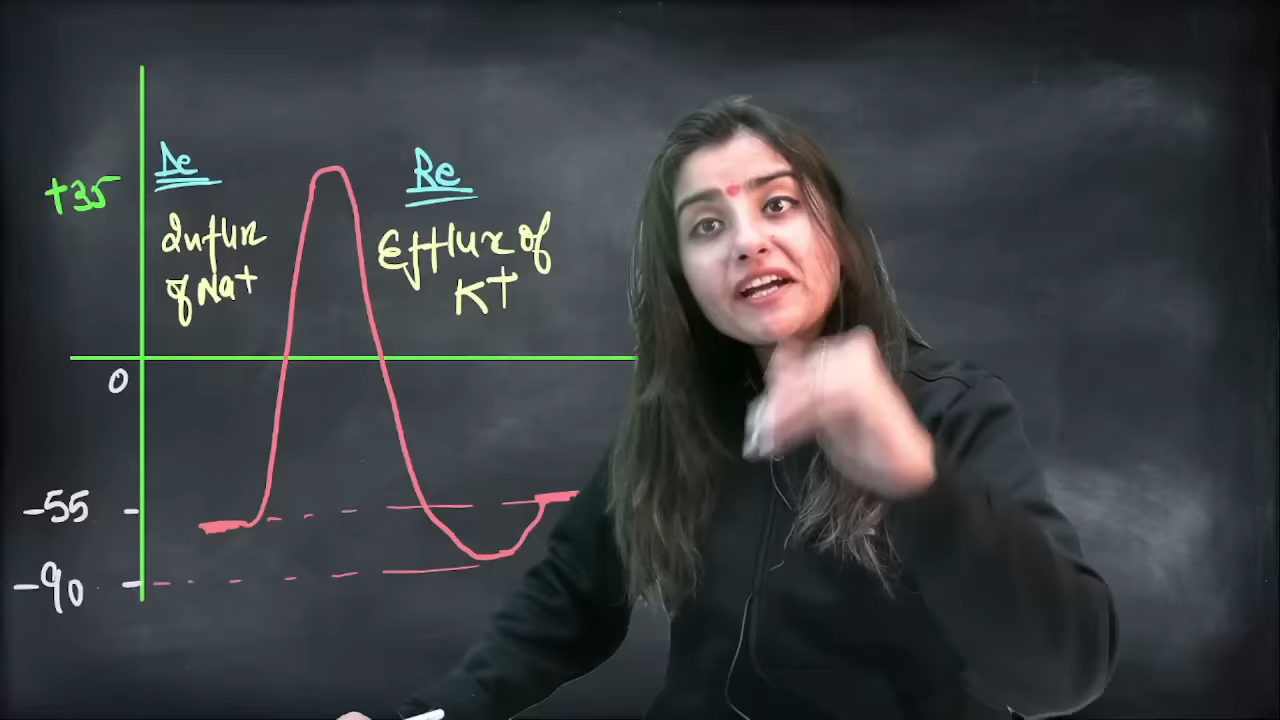 +35
De
Influx
of Na+
Re
Efflux of
K+
0
-55
-90